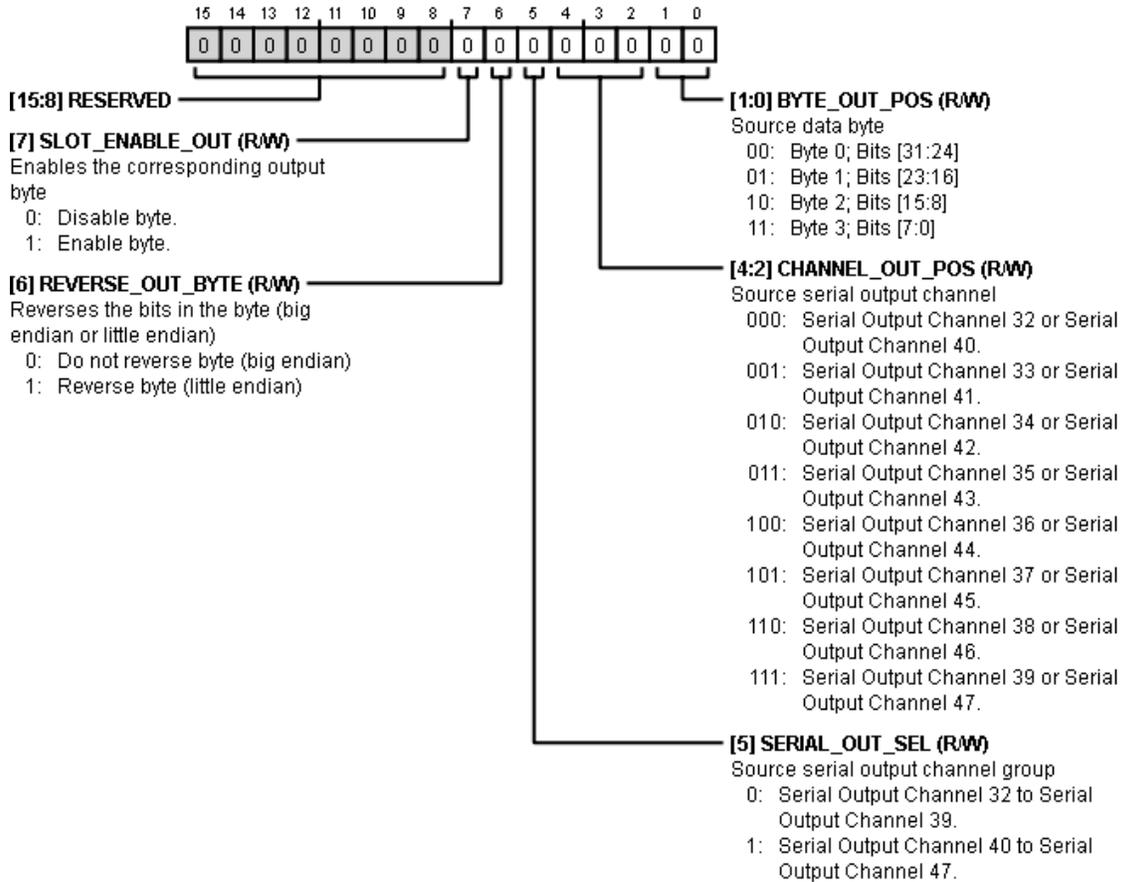 15 14 13 12 11 10 9 8 7 6 5 4 3 2 1 0
0 0 0 0 0 0 0 0 0 0 0 0 0 0 0 0
[15:8] RESERVED
[7] SLOT_ENABLE_OUT (R/W)
Enables the corresponding output
byte
0: Disable byte.
1: Enable byte.
[6] REVERSE_OUT_BYTE (R/W)
Reverses the bits in the byte (big
endian or little endian)
0: Do not reverse byte (big endian)
1: Reverse byte (little endian)
[1:0] BYTE_OUT_POS (R/W)
Source data byte
00: Byte 0; Bits [31:24]
01: Byte 1; Bits [23:16]
10: Byte 2; Bits [15:8]
11: Byte 3; Bits [7:0]
[4:2] CHANNEL_OUT_POS (R/W)
Source serial output channel
000: Serial Output Channel 32 or Serial
Output Channel 40.
001: Serial Output Channel 33 or Serial
Output Channel 41.
010: Serial Output Channel 34 or Serial
Output Channel 42.
011: Serial Output Channel 35 or Serial
Output Channel 43.
100: Serial Output Channel 36 or Serial
Output Channel 44.
101: Serial Output Channel 37 or Serial
Output Channel 45.
110: Serial Output Channel 38 or Serial
Output Channel 46.
111: Serial Output Channel 39 or Serial
Output Channel 47.
[5] SERIAL_OUT_SEL (R/W)
Source serial output channel group
0: Serial Output Channel 32 to Serial
Output Channel 39.
1: Serial Output Channel 40 to Serial
Output Channel 47.